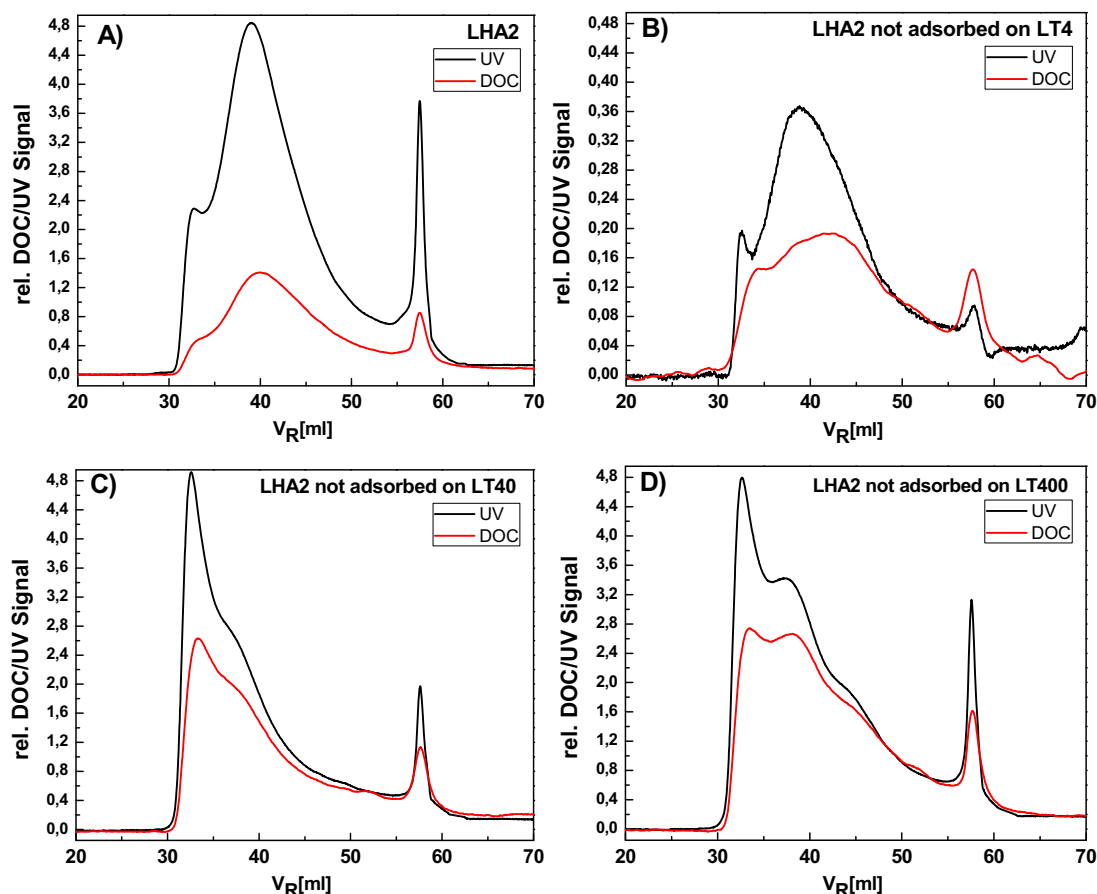 A)
LHA2
UV
DOC
rel. DOC/UV Signal
4,8
4,4
4,0
3,6
3,2
2,8
2,4
2,0
1,6
1,2
0,8
0,4
0,0
20 30 40 50 60 70
V_R[ml]
B)
LHA2 not adsorbed on LT4
UV
DOC
rel. DOC/UV Signal
0,48
0,44
0,40
0,36
0,32
0,28
0,24
0,20
0,16
0,12
0,08
0,04
0,00
20 30 40 50 60 70
V_R[ml]
C)
LHA2 not adsorbed on LT40
UV
DOC
rel. DOC/UV Signal
4,8
4,4
4,0
3,6
3,2
2,8
2,4
2,0
1,6
1,2
0,8
0,4
0,0
20 30 40 50 60 70
V_R[ml]
D)
LHA2 not adsorbed on LT400
UV
DOC
rel. DOC/UV Signal
4,8
4,4
4,0
3,6
3,2
2,8
2,4
2,0
1,6
1,2
0,8
0,4
0,0
20 30 40 50 60 70
V_R[ml]